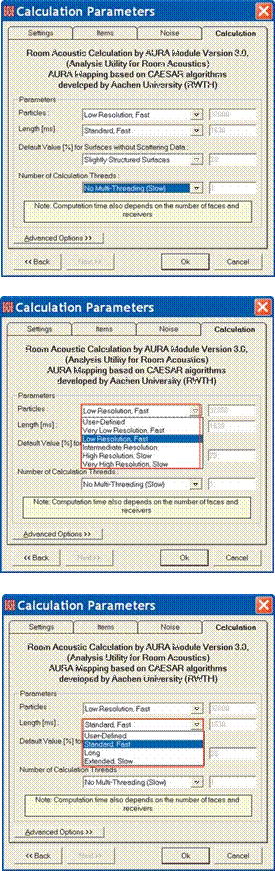 Calculation Parameters
Settings
Items
Noise
Calculation
Room Acoustic Calculation by AURA Module Version 3.0,
(Analysis Utility for Room Acoustics)
AURA Mapping based on CAESAR algorithms
developed by Aachen University (RWTH)
Parameters
Particles :
Low Resolution, Fast
Length [ms] :
Standard, Fast
Default Value [%] for Surfaces without Scattering Data :
Slightly Structured Surfaces
Number of Calculation Threads :
No Multi-Threading (Slow)
Note: Computation time also depends on the number of faces and
receivers
Advanced Options >>
<< Back
Next >>
Ok
Cancel
Calculation Parameters
Settings
Items
Noise
Calculation
Room Acoustic Calculation by AURA Module Version 3.0,
(Analysis Utility for Room Acoustics)
AURA Mapping based on CAESAR algorithms
developed by Aachen University (RWTH)
Parameters
Particles :
Low Resolution, Fast
User-Defined
Very Low Resolution, Fast
Low Resolution, Fast
Intermediate Resolution
High Resolution, Slow
Very High Resolution, Slow
Length [ms] :
Default Value [%] fo
Number of Calculation Threads :
No Multi-Threading (Slow)
Note: Computation time also depends on the number of faces and
receivers
Advanced Options >>
<< Back
Next >>
Ok
Cancel
Calculation Parameters
Settings
Items
Noise
Calculation
Room Acoustic Calculation by AURA Module Version 3.0,
(Analysis Utility for Room Acoustics)
AURA Mapping based on CAESAR algorithms
developed by Aachen University (RWTH)
Parameters
Particles :
Low Resolution, Fast
Length [ms] :
Standard, Fast
User-Defined
Standard, Fast
Long
Extended, Slow
Default Value [%] fo
Number of Calculation Threads :
No Multi-Threading (Slow)
Note: Computation time also depends on the number of faces and
receivers
Advanced Options >>
<< Back
Next >>
Ok
Cancel